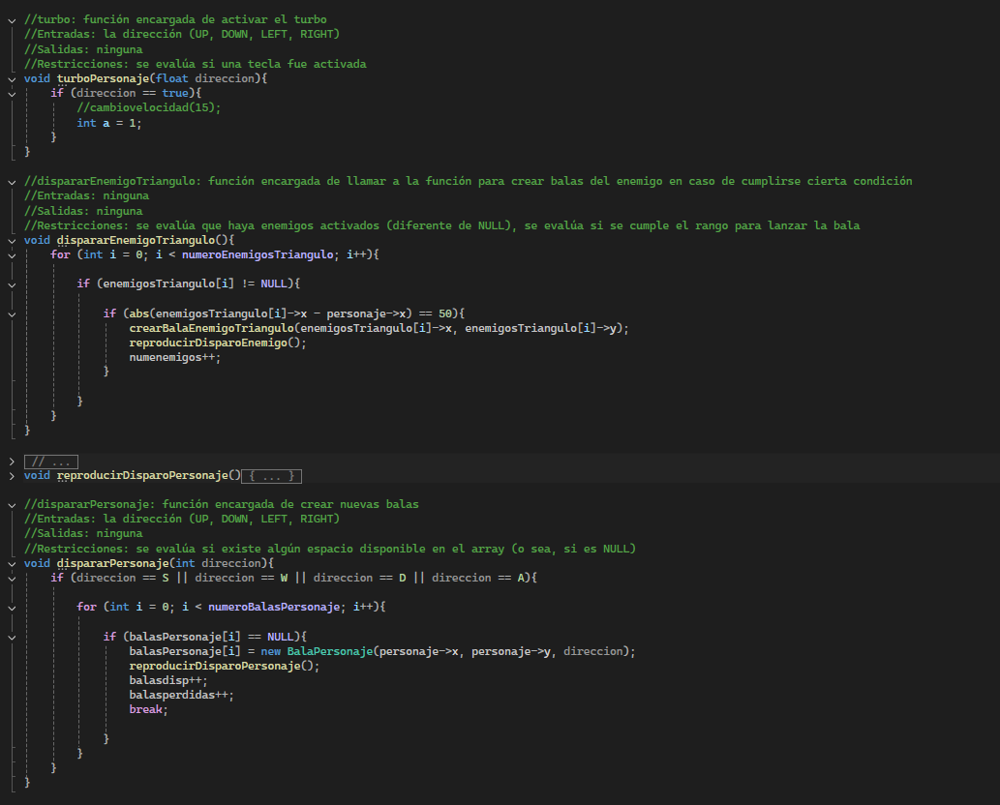 //turbo: función encargada de activar el turbo
//Entradas: la dirección (UP, DOWN, LEFT, RIGHT)
//Salidas: ninguna
//Restricciones: se evalúa si una tecla fue activada
void turboPersonaje(float direccion){
    if (direccion == true){
        //cambiovelocidad(15);
        int a = 1;
    }
}

//dispararEnemigoTriangulo: función encargada de llamar a la función para crear balas del enemigo en caso de cumplirse cierta condición
//Entradas: ninguna
//Salidas: ninguna
//Restricciones: se evalúa que haya enemigos activados (diferente de NULL), se evalúa si se cumple el rango para lanzar la bala
void dispararEnemigoTriangulo(){
    for (int i = 0; i < numeroEnemigosTriangulo; i++){

        if (enemigosTriangulo[i] != NULL){

            if (abs(enemigosTriangulo[i]->x - personaje->x) == 50){
                crearBalaEnemigoTriangulo(enemigosTriangulo[i]->x, enemigosTriangulo[i]->y);
                reproducirDisparoEnemigo();
                numenemigos++;
            }

        }
    }
}

// ...
void reproducirDisparoPersonaje(){ ... }

//dispararPersonaje: función encargada de crear nuevas balas
//Entradas: la dirección (UP, DOWN, LEFT, RIGHT)
//Salidas: ninguna
//Restricciones: se evalúa si existe algún espacio disponible en el array (o sea, si es NULL)
void dispararPersonaje(int direccion){
    if (direccion == S || direccion == W || direccion == D || direccion == A){

        for (int i = 0; i < numeroBalasPersonaje; i++){

            if (balasPersonaje[i] == NULL){
                balasPersonaje[i] = new BalaPersonaje(personaje->x, personaje->y, direccion);
                reproducirDisparoPersonaje();
                balasdisp++;
                balasperdidas++;
                break;

            }
        }
    }
}